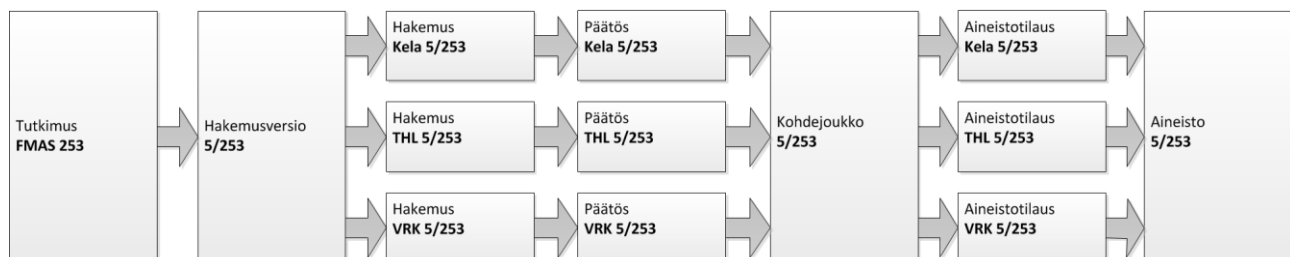 Tutkimus
FMAS 253
Hakemusversio
5/253
Hakemus
Kela 5/253
Päätös
Kela 5/253
Hakemus
THL 5/253
Päätös
THL 5/253
Hakemus
VRK 5/253
Päätös
VRK 5/253
Kohdejoukko
5/253
Aineistotilaus
Kela 5/253
Aineistotilaus
THL 5/253
Aineistotilaus
VRK 5/253
Aineisto
5/253